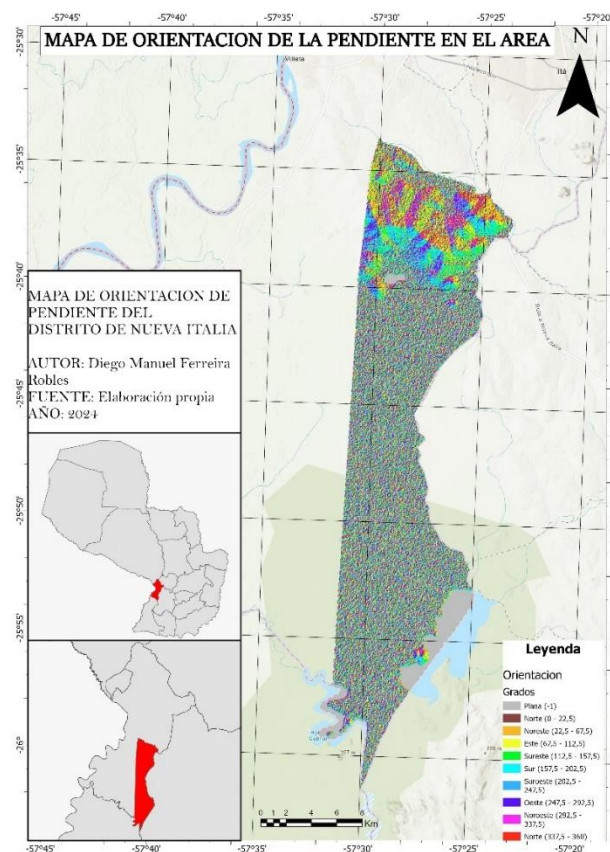 -57°45'
-57°40'
-57°35'
-57°30'
-57°25'
-57°20'
-25°30'
MAPA DE ORIENTACION DE LA PENDIENTE EN EL AREA
N
Villeta
Itá
-25°35'
-25°40'
MAPA DE ORIENTACION DE
PENDIENTE DEL
DISTRITO DE NUEVA ITALIA
AUTOR: Diego Manuel Ferreira
Robles
FUENTE: Elaboración propia
AÑO: 2024
-25°45'
-25°50'
-25°55'
-26°
Leyenda
Orientacion
Grados
Plana (-1)
Norte (0 - 22,5)
Noreste (22,5 - 67,5)
Este (67,5 - 112,5)
Sureste (112,5 - 157,5)
Sur (157,5 - 202,5)
Suroeste (202,5 -
247,5)
Oeste (247,5 - 292,5)
Noroeste (292,5 -
337,5)
Norte (337,5 - 360)
0 1 2 4 6 8
Km
-57°45'
-57°40'
-57°35'
-57°30'
-57°25'